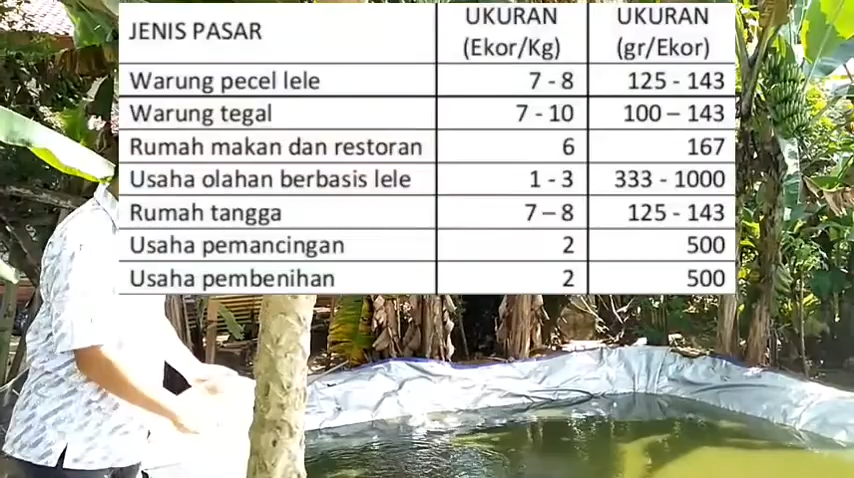 JENIS PASAR UKURAN (Ekor/Kg) UKURAN (gr/Ekor)
Warung pecel lele 7 - 8 125 - 143
Warung tegal 7 - 10 100 – 143
Rumah makan dan restoran 6 167
Usaha olahan berbasis lele 1 - 3 333 - 1000
Rumah tangga 7 – 8 125 - 143
Usaha pemancingan 2 500
Usaha pembenihan 2 500